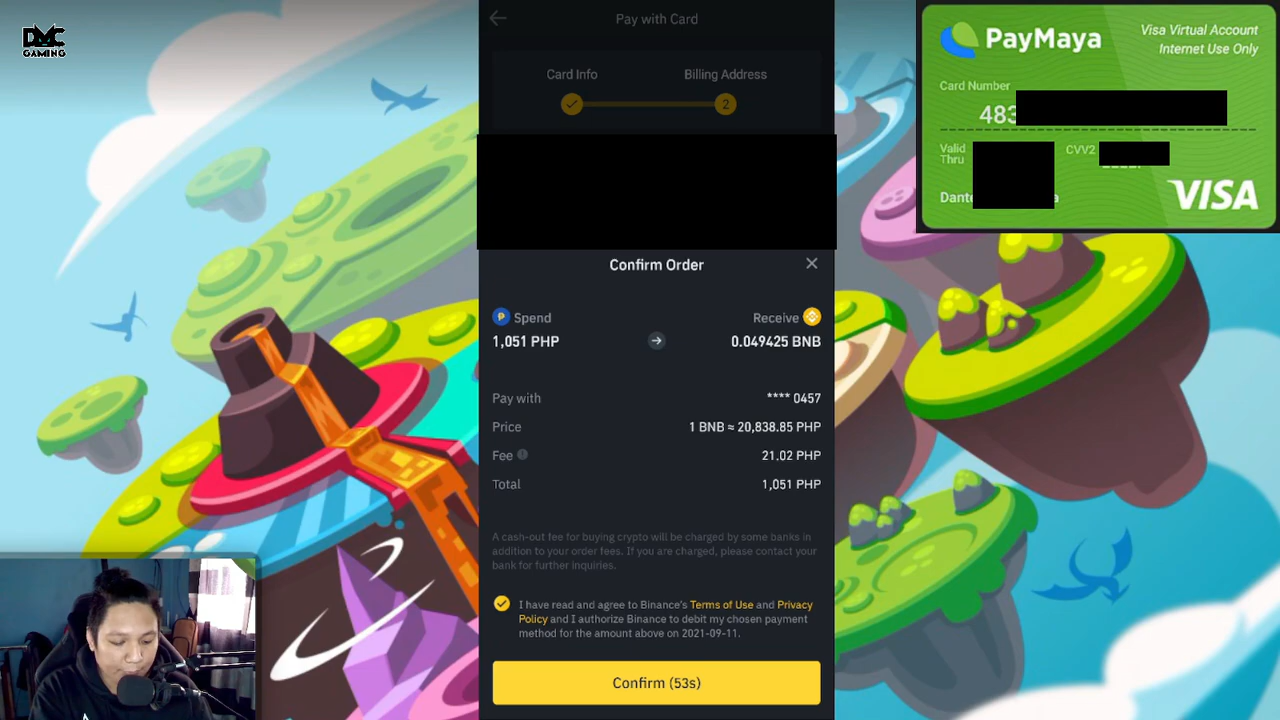 DMC
GAMING
Pay with Card
Card Info
Billing Address
2
Confirm Order
Spend
Receive
1,051 PHP
0.049425 BNB
Pay with
**** 0457
Price
1 BNB ≈ 20,838.85 PHP
Fee
21.02 PHP
Total
1,051 PHP
A cash-out fee for buying crypto will be charged by some banks in
addition to your order fees. If you are charged, please contact your
bank for further inquiries.
I have read and agree to Binance's Terms of Use and Privacy
Policy and I authorize Binance to debit my chosen payment
method for the amount above on 2021-09-11.
Confirm (53s)
PayMaya
Visa Virtual Account
Internet Use Only
Card Number
483
Valid
Thru
CVV2
VISA